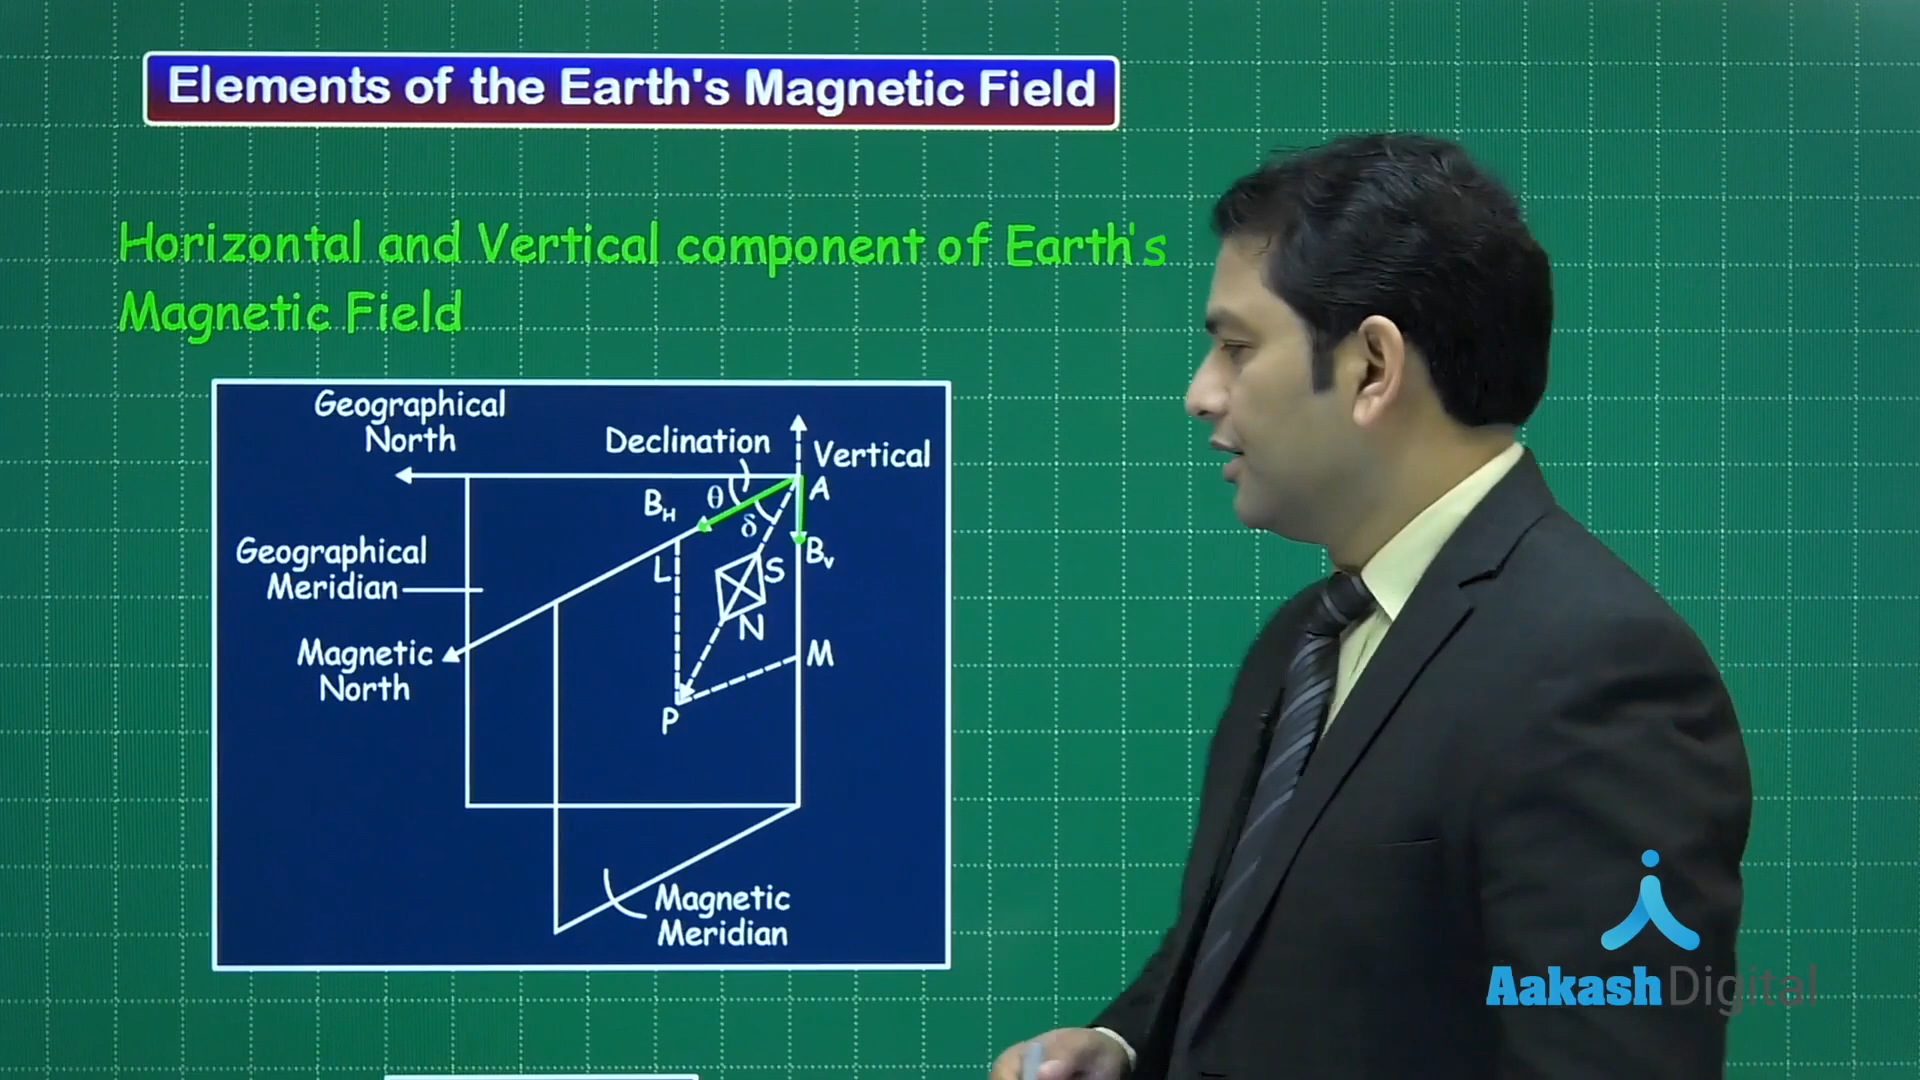 Elements of the Earth's Magnetic Field
Horizontal and Vertical component of Earth's
Magnetic Field
Geographical
North
Declination
Vertical
A
θ
B_H
δ
B_v
L
S
Geographical
Meridian
N
Magnetic
North
M
P
Magnetic
Meridian
Aakash Digital